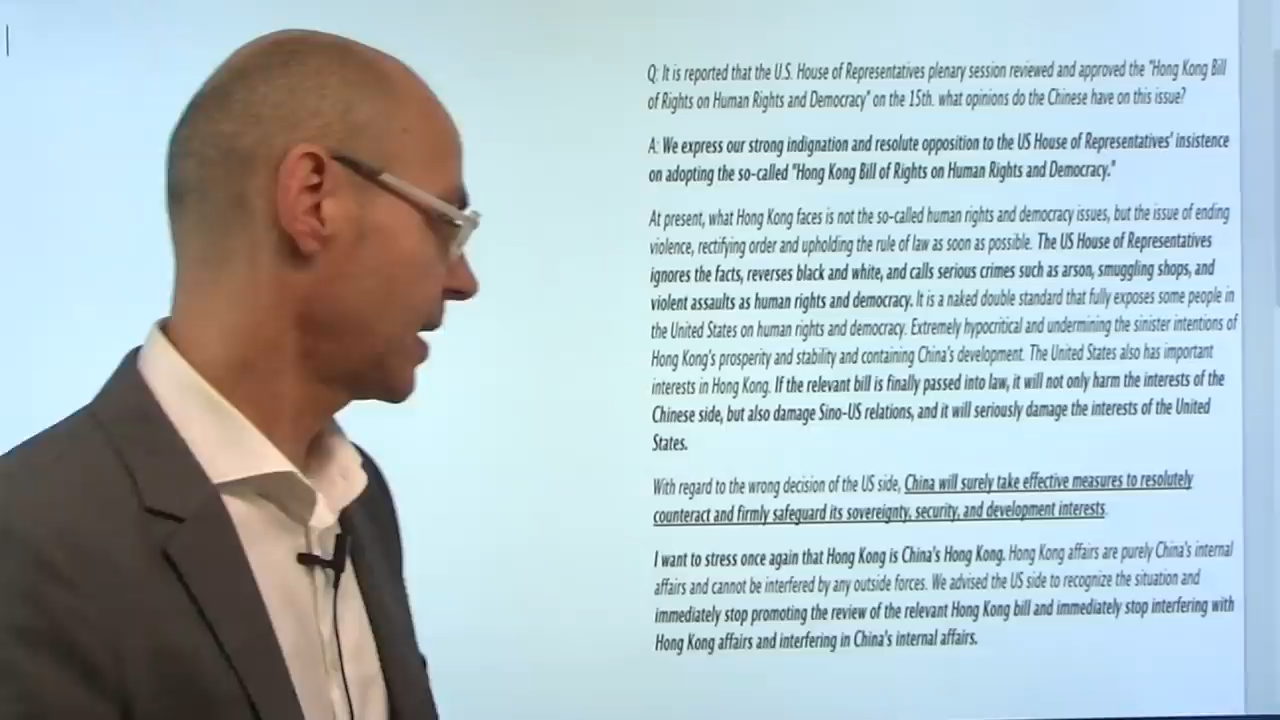 Q: It is reported that the U.S. House of Representatives plenary session reviewed and approved the "Hong Kong Bill
of Rights on Human Rights and Democracy" on the 15th. what opinions do the Chinese have on this issue?
A: We express our strong indignation and resolute opposition to the US House of Representatives' insistence
on adopting the so-called "Hong Kong Bill of Rights on Human Rights and Democracy."
At present, what Hong Kong faces is not the so-called human rights and democracy issues, but the issue of ending
violence, rectifying order and upholding the rule of law as soon as possible. The US House of Representatives
ignores the facts, reverses black and white, and calls serious crimes such as arson, smuggling shops, and
violent assaults as human rights and democracy. It is a naked double standard that fully exposes some people in
the United States on human rights and democracy. Extremely hypocritical and undermining the sinister intentions of
Hong Kong's prosperity and stability and containing China's development. The United States also has important
interests in Hong Kong. If the relevant bill is finally passed into law, it will not only harm the interests of the
Chinese side, but also damage Sino-US relations, and it will seriously damage the interests of the United
States.
With regard to the wrong decision of the US side, China will surely take effective measures to resolutely
counteract and firmly safeguard its sovereignty, security, and development interests.
I want to stress once again that Hong Kong is China's Hong Kong. Hong Kong affairs are purely China's internal
affairs and cannot be interfered by any outside forces. We advised the US side to recognize the situation and
immediately stop promoting the review of the relevant Hong Kong bill and immediately stop interfering with
Hong Kong affairs and interfering in China's internal affairs.